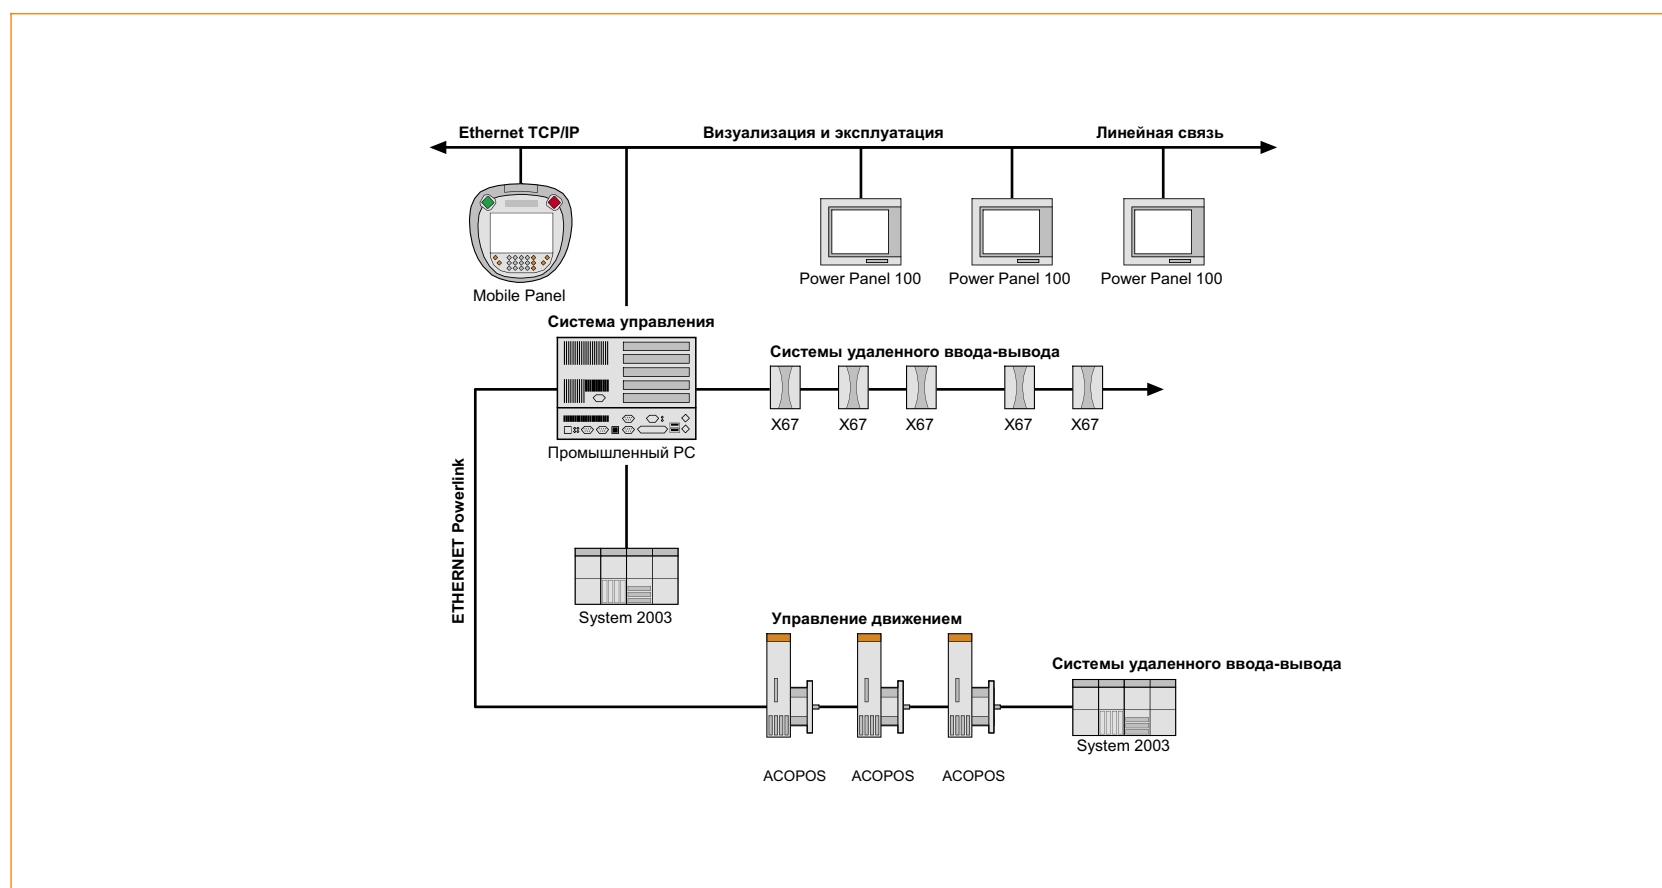 Ethernet TCP/IP
Визуализация и эксплуатация
Линейная связь
Mobile Panel
Power Panel 100
Power Panel 100
Power Panel 100
Система управления
Промышленный PC
Системы удаленного ввода-вывода
X67
X67
X67
X67
X67
ETHERNET Powerlink
System 2003
Управление движением
ACOPOS
ACOPOS
ACOPOS
Системы удаленного ввода-вывода
System 2003